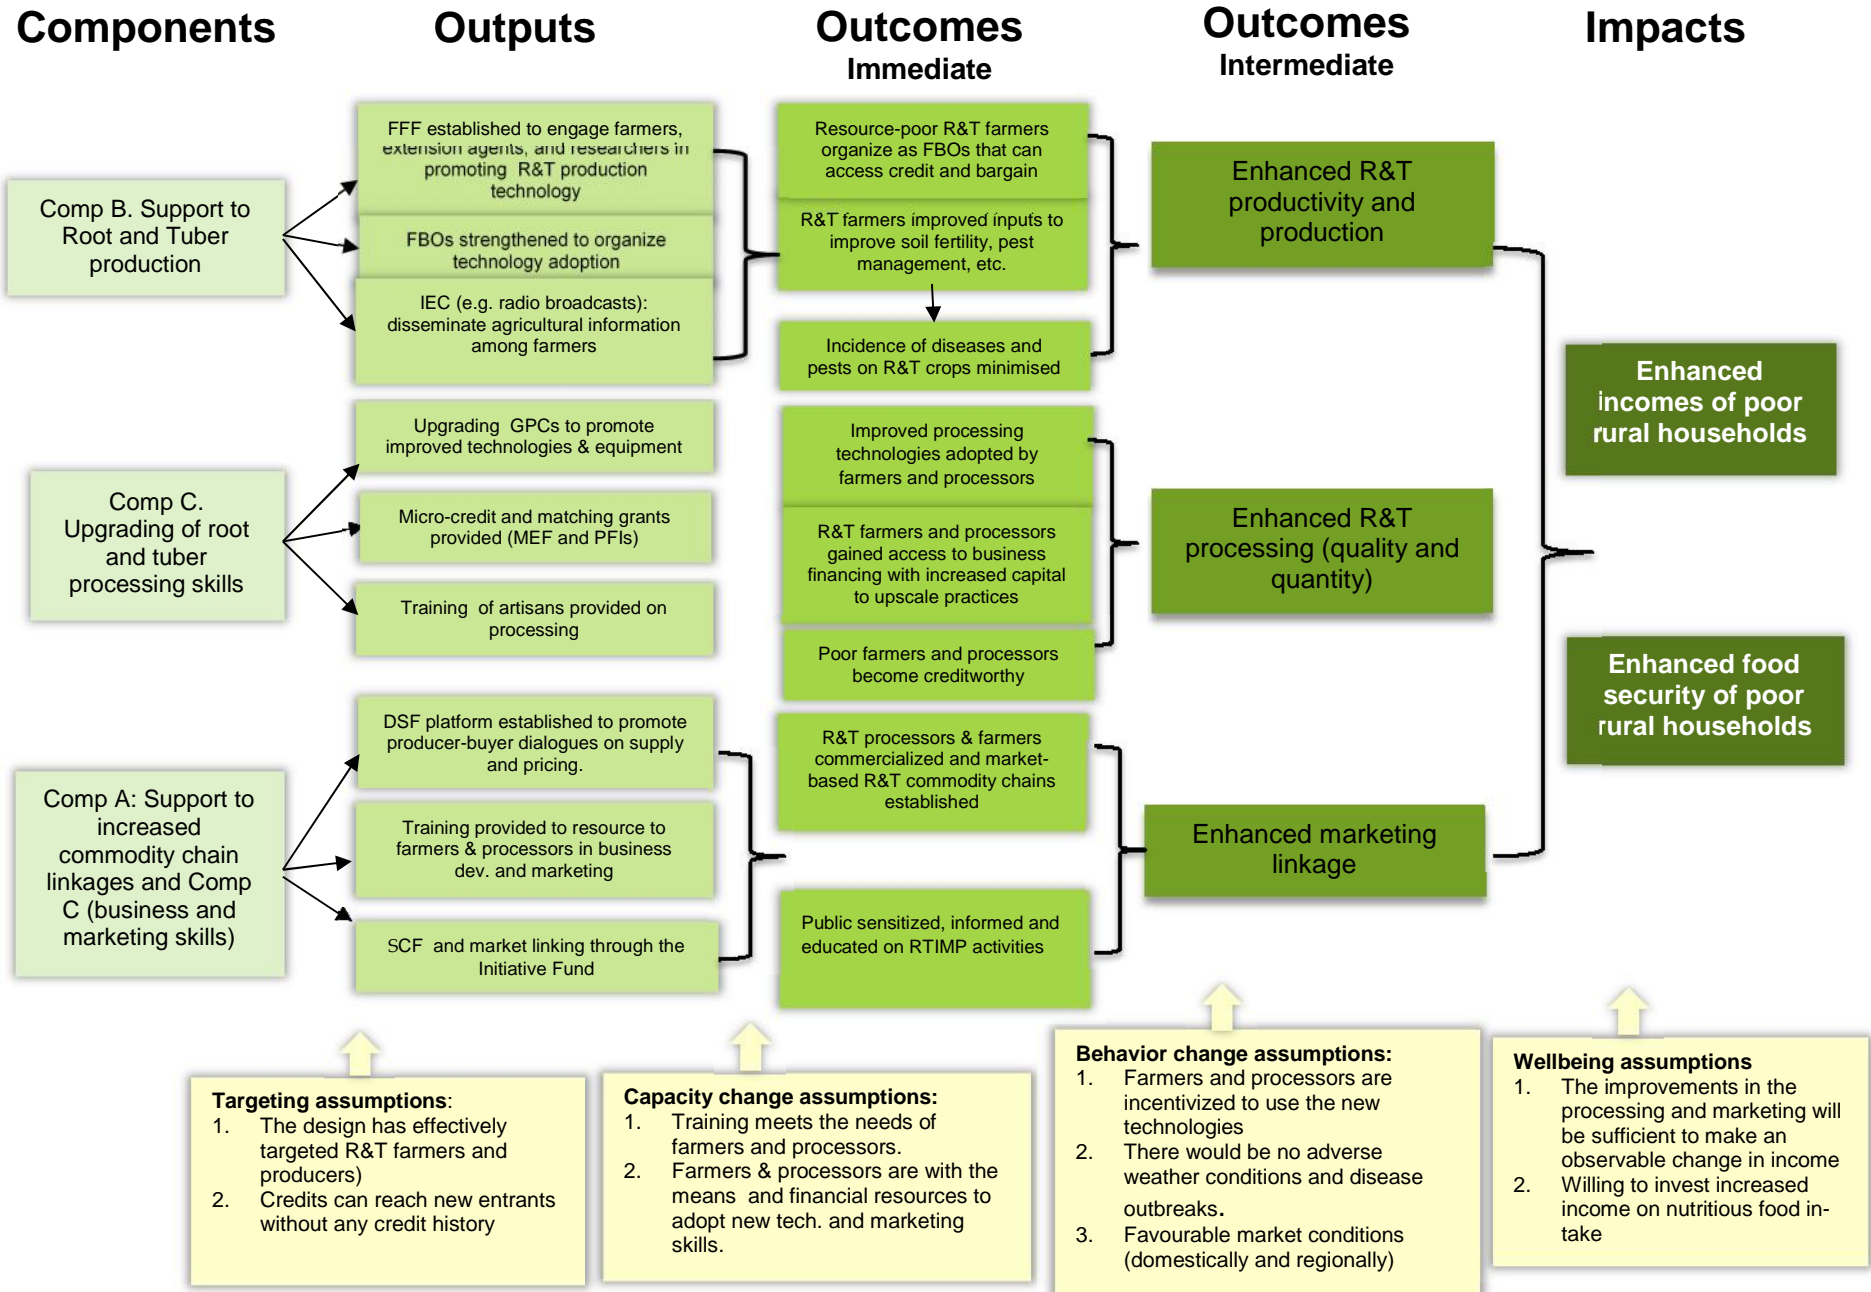 Components
Outputs
Outcomes
Immediate
Outcomes
Intermediate
Impacts
Comp B. Support to
Root and Tuber
production
FFF established to engage farmers,
extension agents, and researchers in
promoting R&T production
technology
FBOs strengthened to organize
technology adoption
IEC (e.g. radio broadcasts):
disseminate agricultural information
among farmers
Resource-poor R&T farmers
organize as FBOs that can
access credit and bargain
R&T farmers improved inputs to
improve soil fertility, pest
management, etc.
Incidence of diseases and
pests on R&T crops minimised
Enhanced R&T
productivity and
production
Comp C.
Upgrading of root
and tuber
processing skills
Upgrading GPCs to promote
improved technologies & equipment
Micro-credit and matching grants
provided (MEF and PFIs)
Training of artisans provided on
processing
Improved processing
technologies adopted by
farmers and processors
R&T farmers and processors
gained access to business
financing with increased capital
to upscale practices
Poor farmers and processors
become creditworthy
Enhanced R&T
processing (quality and
quantity)
Comp A: Support to
increased
commodity chain
linkages and Comp
C (business and
marketing skills)
DSF platform established to promote
producer-buyer dialogues on supply
and pricing.
Training provided to resource to
farmers & processors in business
dev. and marketing
SCF and market linking through the
Initiative Fund
R&T processors & farmers
commercialized and market-
based R&T commodity chains
established
Public sensitized, informed and
educated on RTIMP activities
Enhanced marketing
linkage
Enhanced
incomes of poor
rural households
Enhanced food
security of poor
rural households
Targeting assumptions:
1. The design has effectively
targeted R&T farmers and
producers)
2. Credits can reach new entrants
without any credit history
Capacity change assumptions:
1. Training meets the needs of
farmers and processors.
2. Farmers & processors are with the
means and financial resources to
adopt new tech. and marketing
skills.
Behavior change assumptions:
1. Farmers and processors are
incentivized to use the new
technologies
2. There would be no adverse
weather conditions and disease
outbreaks.
3. Favourable market conditions
(domestically and regionally)
Wellbeing assumptions
1. The improvements in the
processing and marketing will
be sufficient to make an
observable change in income
2. Willing to invest increased
income on nutritious food in-
take